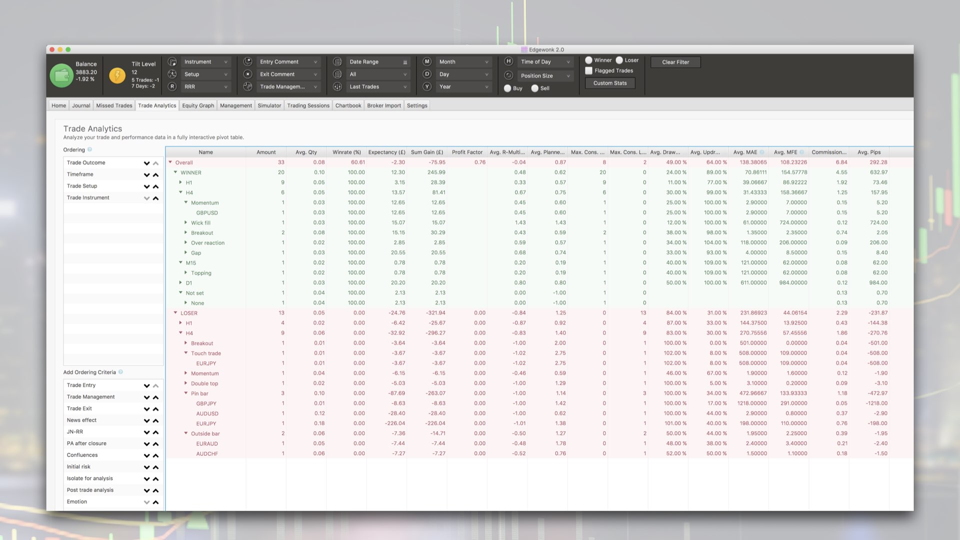 Edgewonk 2.0
Balance
3863.20
-1.92 %
Tilt Level
12
5 Trades: -1
7 Days: -2
Instrument
Setup
RRR
Entry Comment
Exit Comment
Trade Managem...
Date Range
All
Last Trades
M Month
D Day
Y Year
H Time of Day
Position Size
Buy Sell
Winner Loser
Flagged Trades
Custom Stats
Clear Filter
Home Journal Missed Trades Trade Analytics Equity Graph Management Simulator Trading Sessions Chartbook Broker Import Settings
Trade Analytics
Analyze your trade and performance data in a fully interactive pivot table.
Ordering
Trade Outcome
Timeframe
Trade Setup
Trade Instrument
Add Ordering Criteria
Trade Entry
Trade Management
Trade Exit
News effect
JN-RR
PA after closure
Confluences
Initial risk
Isolate for analysis
Post trade analysis
Emotion
Name Amount Avg. Qty Winrate (%) Expectancy (£) Sum Gain (£) Profit Factor Avg. R-Multi... Avg. Planne... Max. Cons. ... Max. Cons. L... Avg. Draw... Avg. Updr... Avg. MAE Avg. MFE Commission... Avg. Pips
Overall 33 0.08 60.61 -2.30 -75.95 0.76 -0.04 0.87 8 2 49.00 % 64.00 % 138.38065 108.23226 6.84 292.28
WINNER 20 0.10 100.00 12.30 245.99 0.48 0.62 20 0 24.00 % 89.00 % 70.86111 154.57778 4.55 632.97
H1 9 0.05 100.00 3.15 28.39 0.33 0.57 9 0 11.00 % 77.00 % 39.06667 86.92222 1.92 73.46
H4 6 0.04 100.00 13.57 81.41 0.67 0.75 6 0 31.00 % 100.00 % 44.33333 158.36667 1.25 157.95
Momentum 1 0.03 100.00 12.65 12.65 0.45 0.60 1 0 27.00 % 100.00 % 2.90000 7.00000 0.15 5.20
GBPUSD 1 0.03 100.00 12.65 12.65 0.45 0.60 1 0 27.00 % 100.00 % 2.90000 7.00000 0.15 5.20
Wick fill 1 0.03 100.00 15.07 15.07 1.43 1.43 1 0 12.00 % 100.00 % 61.00000 724.00000 0.12 724.00
Breakout 2 0.08 100.00 15.15 30.29 0.43 0.59 2 0 36.00 % 98.00 % 1.35000 2.35000 0.74 2.05
Over reaction 1 0.02 100.00 2.85 2.85 0.59 0.57 1 0 34.00 % 104.00 % 118.00000 206.00000 0.09 206.00
Gap 1 0.03 100.00 20.55 20.55 0.68 0.74 1 0 33.00 % 93.00 % 4.00000 8.50000 0.15 8.40
M15 1 0.02 100.00 0.78 0.78 0.20 0.19 1 0 40.00 % 109.00 % 121.00000 62.00000 0.08 62.00
Topping 1 0.02 100.00 0.78 0.78 0.20 0.19 1 0 40.00 % 109.00 % 121.00000 62.00000 0.08 62.00
D1 1 0.04 100.00 20.20 20.20 0.80 0.80 1 0 50.00 % 100.00 % 611.00000 984.00000 0.12 984.00
Not set 1 0.04 100.00 2.13 2.13 0.00 -1.00 1 0 0.13 0.70
None 1 0.04 100.00 2.13 2.13 0.00 -1.00 1 0 0.13 0.70
LOSER 13 0.05 0.00 -24.76 -321.94 0.00 -0.84 1.25 0 13 84.00 % 31.00 % 231.86923 44.06154 2.29 -231.87
H1 4 0.02 0.00 -6.42 -25.67 0.00 -0.87 0.92 0 4 87.00 % 33.00 % 144.37500 13.92500 0.43 -144.38
H4 9 0.06 0.00 -32.92 -296.27 0.00 -0.83 1.40 0 9 83.00 % 30.00 % 270.75556 57.45556 1.86 -270.76
Breakout 1 0.01 0.00 -3.64 -3.64 0.00 -1.00 2.00 0 1 100.00 % 0.00 % 501.00000 0.00000 0.04 -501.00
Touch trade 1 0.01 0.00 -3.67 -3.67 0.00 -1.02 2.75 0 1 102.00 % 8.00 % 508.00000 109.00000 0.04 -508.00
EURJPY 1 0.01 0.00 -3.67 -3.67 0.00 -1.02 2.75 0 1 102.00 % 8.00 % 508.00000 109.00000 0.04 -508.00
Momentum 1 0.04 0.00 -6.15 -6.15 0.00 -0.46 0.59 0 1 46.00 % 67.00 % 1.90000 1.60000 0.12 -1.90
Double top 1 0.02 0.00 -5.03 -5.03 0.00 -1.00 1.29 0 1 100.00 % 5.00 % 3.10000 0.20000 0.09 -3.10
Pin bar 3 0.10 0.00 -87.69 -263.07 0.00 -1.00 1.14 0 3 100.00 % 34.00 % 472.96667 133.93333 1.18 -472.97
GBPJPY 1 0.01 0.00 -8.63 -8.63 0.00 -1.00 1.42 0 1 100.00 % 17.00 % 1218.00000 291.00000 0.05 -1218.00
AUDUSD 1 0.12 0.00 -28.40 -28.40 0.00 -1.00 0.62 0 1 100.00 % 44.00 % 2.90000 0.80000 0.37 -2.90
EURJPY 1 0.18 0.00 -226.04 -226.04 0.00 -1.01 1.38 0 1 101.00 % 40.00 % 198.00000 110.00000 0.76 -198.00
Outside bar 2 0.06 0.00 -7.36 -14.71 0.00 -0.50 1.27 0 2 50.00 % 44.00 % 1.95000 2.25000 0.39 -1.95
EURAUD 1 0.05 0.00 -7.44 -7.44 0.00 -0.49 1.78 0 1 48.00 % 38.00 % 2.40000 3.40000 0.21 -2.40
AUDCHF 1 0.06 0.00 -7.27 -7.27 0.00 -0.52 0.76 0 1 52.00 % 50.00 % 1.50000 1.10000 0.18 -1.50